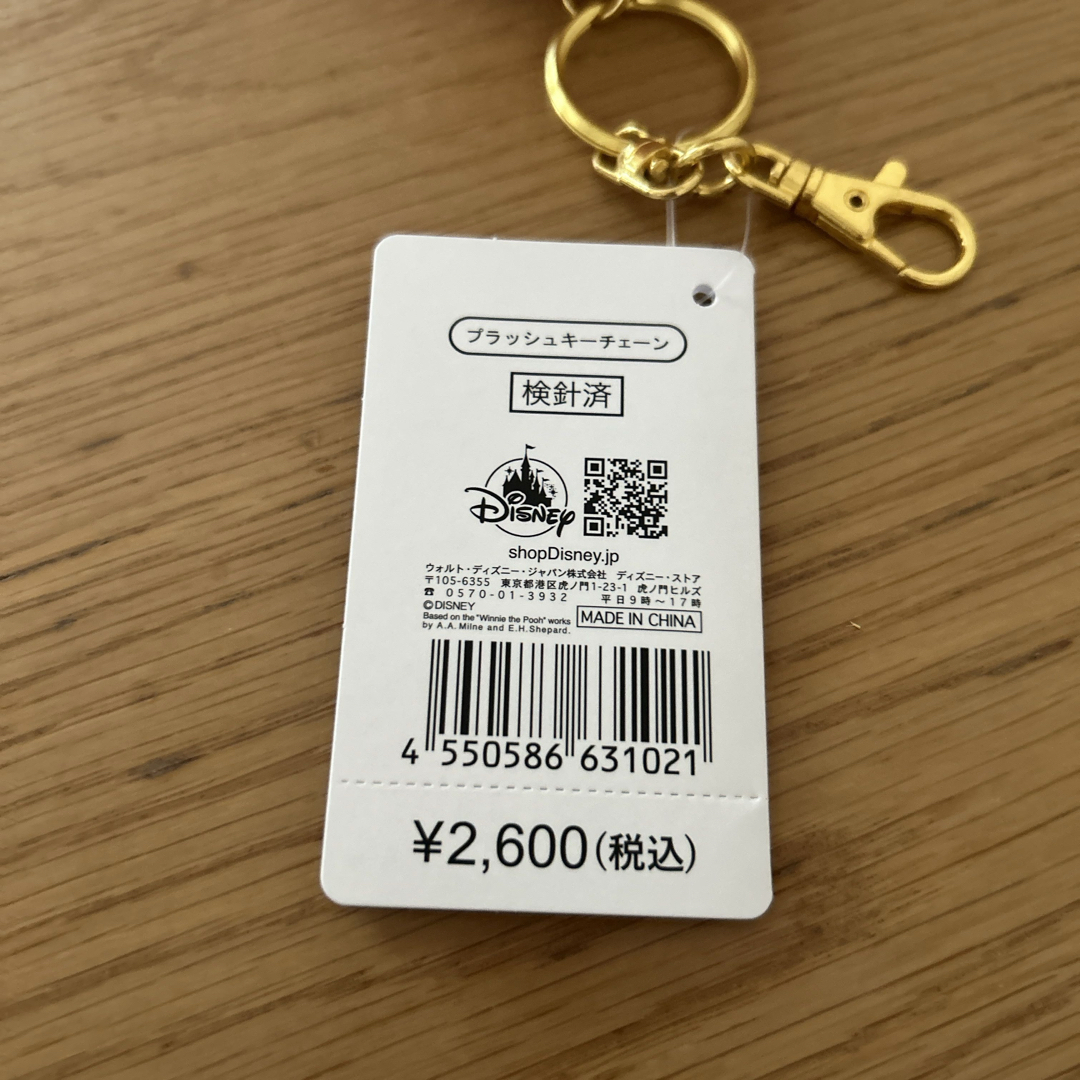 プラッシュキーチェーン
検針済
Disney
shopDisney.jp
ウォルト・ディズニー・ジャパン株式会社 ディズニー・ストア
〒105-6355 東京都港区虎ノ門1-23-1 虎ノ門ヒルズ
☎ 0570-01-3932 平日9時～17時
©DISNEY
Based on the "Winnie the Pooh" works
by A.A. Milne and E.H.Shepard.
MADE IN CHINA
4 550586 631021
¥2,600(税込)